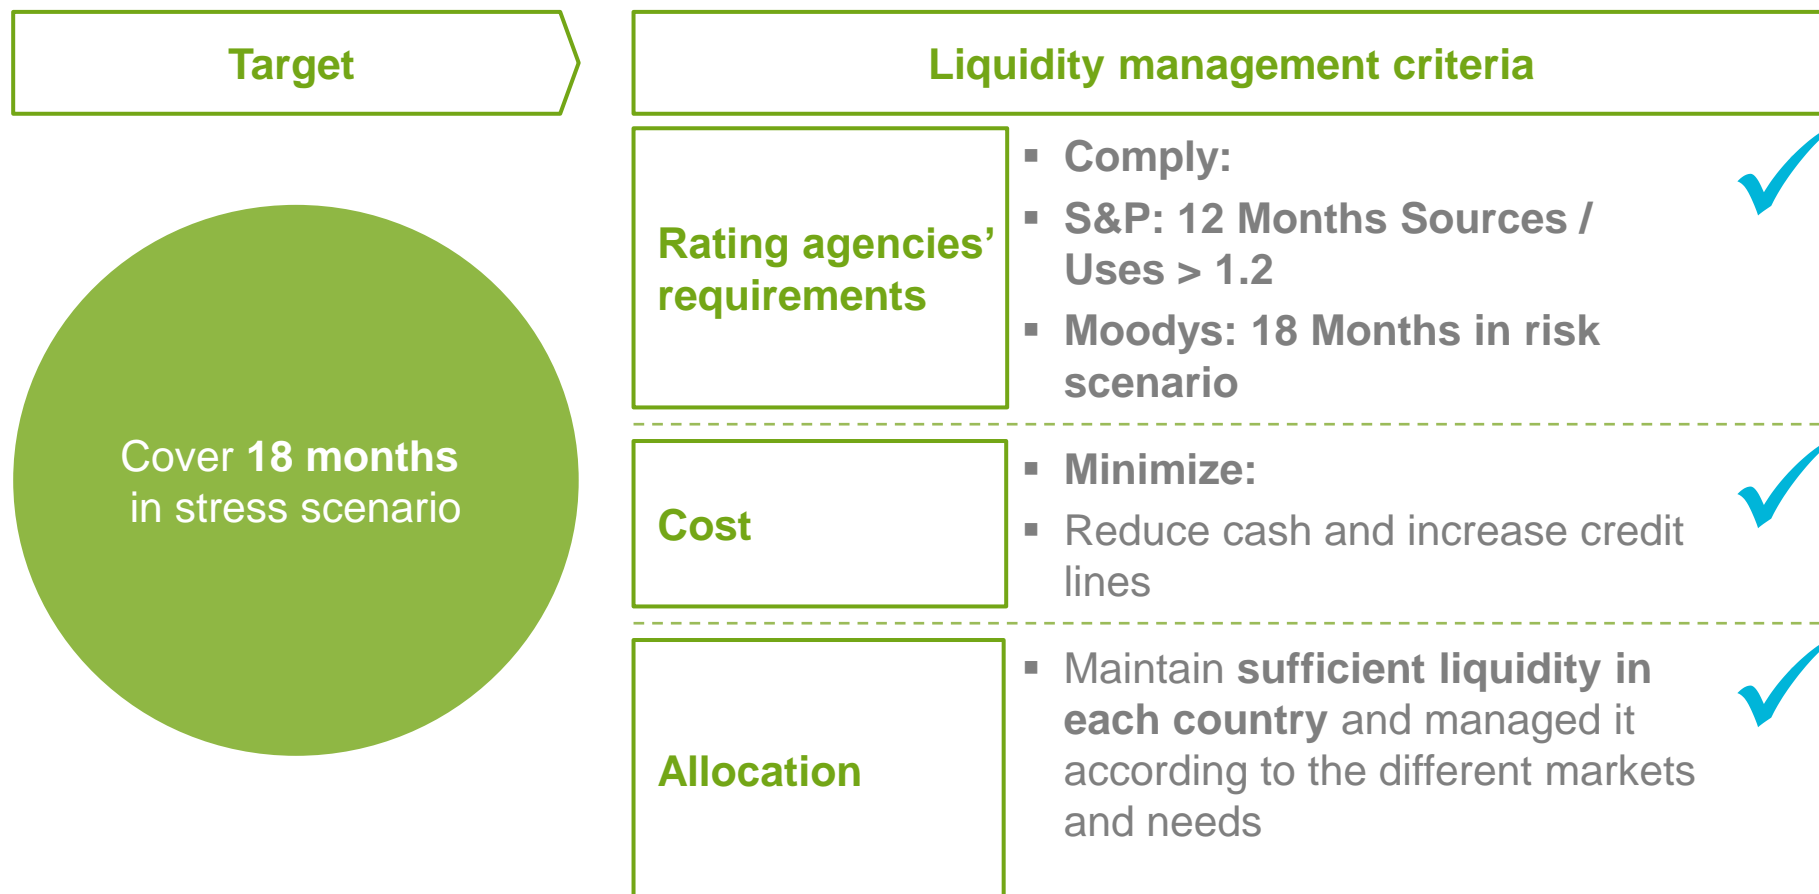 Target
Liquidity management criteria
Cover 18 months
in stress scenario
Rating agencies’
requirements
▪ Comply:
▪ S&P: 12 Months Sources /
Uses > 1.2
▪ Moodys: 18 Months in risk
scenario
Cost
▪ Minimize:
▪ Reduce cash and increase credit
lines
Allocation
▪ Maintain sufficient liquidity in
each country and managed it
according to the different markets
and needs